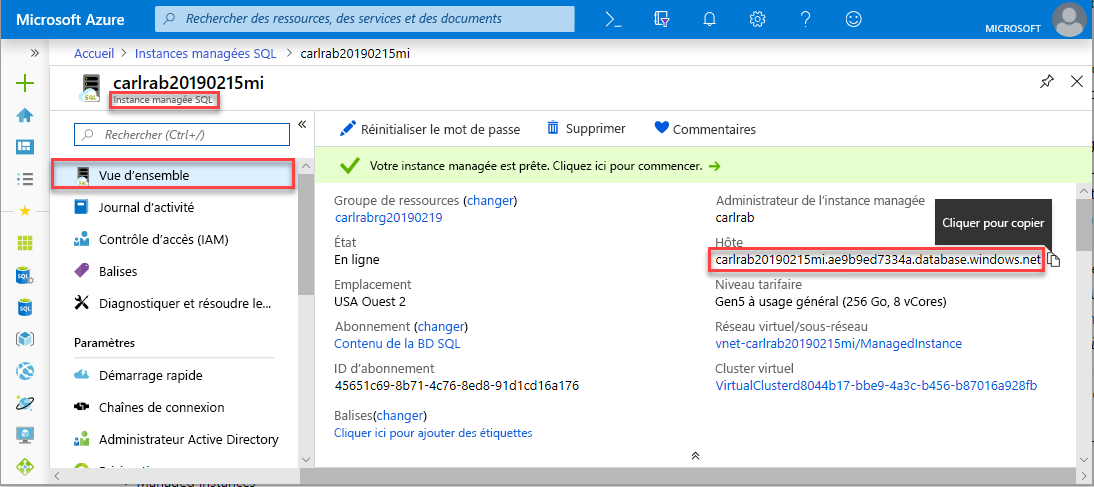 Microsoft Azure
Rechercher des ressources, des services et des documents
MICROSOFT
Accueil > Instances managées SQL > carlrab20190215mi
carlrab20190215mi
Instance managée SQL
Rechercher (Ctrl+/)
Vue d'ensemble
Journal d'activité
Contrôle d'accès (IAM)
Balises
Diagnostiquer et résoudre le...
Paramètres
Démarrage rapide
Chaînes de connexion
Administrateur Active Directory
Réinitialiser le mot de passe
Supprimer
Commentaires
Votre instance managée est prête. Cliquez ici pour commencer. →
Groupe de ressources (changer)
carlrabrg20190219
État
En ligne
Emplacement
USA Ouest 2
Abonnement (changer)
Contenu de la BD SQL
ID d'abonnement
45651c69-8b71-4c76-8ed8-91d1cd16a176
Balises(changer)
Cliquer ici pour ajouter des étiquettes
Administrateur de l'instance managée
carlrab
Cliquer pour copier
Hôte
carlrab20190215mi.ae9b9ed7334a.database.windows.net
Niveau tarifaire
Gen5 à usage général (256 Go, 8 vCores)
Réseau virtuel/sous-réseau
vnet-carlrab20190215mi/ManagedInstance
Cluster virtuel
VirtualClusterd8044b17-bbe9-4a3c-b456-b87016a928fb